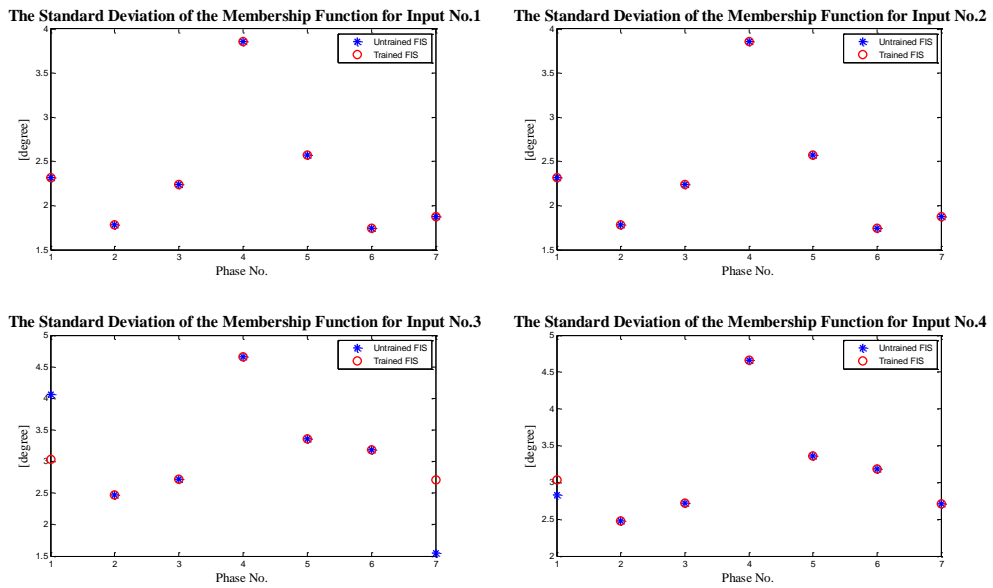 The Standard Deviation of the Membership Function for Input No.1
4
3.5
3
2.5
2
1.5
[degree]
1 2 3 4 5 6 7
Phase No.
Untrained FIS
Trained FIS
The Standard Deviation of the Membership Function for Input No.2
4
3.5
3
2.5
2
1.5
[degree]
1 2 3 4 5 6 7
Phase No.
Untrained FIS
Trained FIS
The Standard Deviation of the Membership Function for Input No.3
5
4.5
4
3.5
3
2.5
2
1.5
[degree]
1 2 3 4 5 6 7
Phase No.
Untrained FIS
Trained FIS
The Standard Deviation of the Membership Function for Input No.4
5
4.5
4
3.5
3
2.5
2
[degree]
1 2 3 4 5 6 7
Phase No.
Untrained FIS
Trained FIS